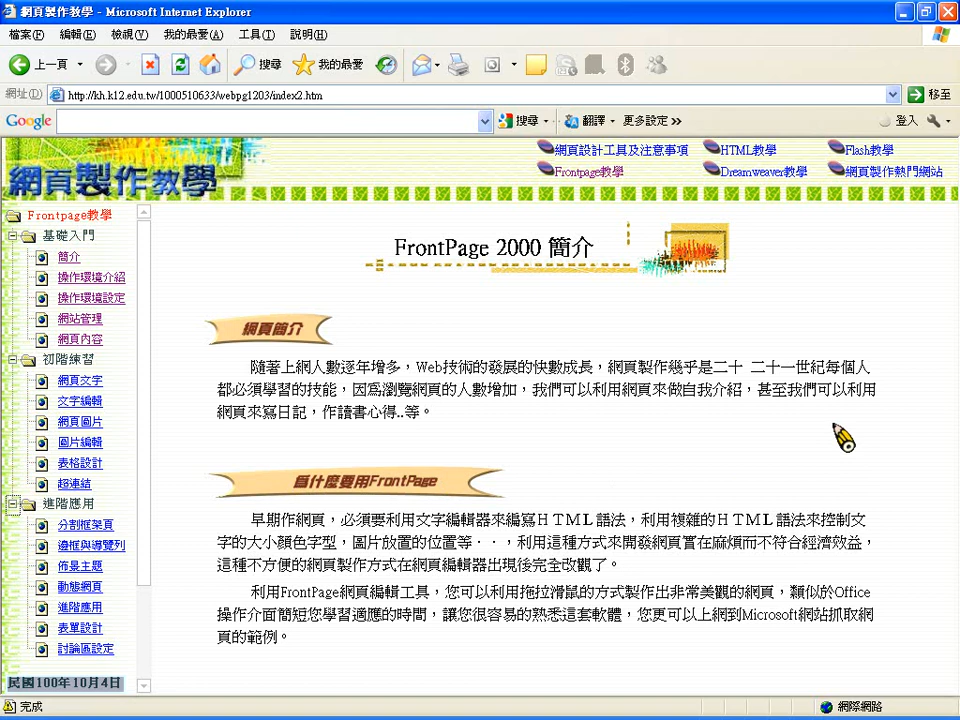 網頁製作教學 - Microsoft Internet Explorer
檔案(F) 編輯(E) 檢視(V) 我的最愛(A) 工具(T) 說明(H)
上一頁 搜尋 我的最愛
網址(D) http://kh.k12.edu.tw/1000510633/webpg1203/index2.htm 移至
Google 搜尋 翻譯 更多設定 >> 登入
網頁製作教學
網頁設計工具及注意事項 HTML教學 Flash教學
Frontpage教學 Dreamweaver教學 網頁製作熱門網站
Frontpage教學
基礎入門
簡介
操作環境介紹
操作環境設定
網站管理
網頁內容
初階練習
網頁文字
文字編輯
網頁圖片
圖片編輯
表格設計
超連結
進階應用
分割框架頁
邊框與導覽列
佈景主題
動態網頁
進階應用
表單設計
討論區設定
民國100年10月4日
FrontPage 2000 簡介
網頁簡介
隨著上網人數逐年增多，Web技術的發展的快數成長，網頁製作幾乎是二十 二十一世紀每個人
都必須學習的技能，因為瀏覽網頁的人數增加，我們可以利用網頁來做自我介紹，甚至我們可以利用
網頁來寫日記，作讀書心得..等。
為什麼要用FrontPage
早期作網頁，必須要利用文字編輯器來編寫ＨＴＭＬ語法，利用複雜的ＨＴＭＬ語法來控制文
字的大小顏色字型，圖片放置的位置等．．，利用這種方式來開發網頁實在麻煩而不符合經濟效益，
這種不方便的網頁製作方式在網頁編輯器出現後完全改觀了。
利用FrontPage網頁編輯工具，您可以利用拖拉滑鼠的方式製作出非常美觀的網頁，類似於Office
操作介面簡短您學習適應的時間，讓您很容易的熟悉這套軟體，您更可以上網到Microsoft網站抓取網
頁的範例。
完成 網際網路